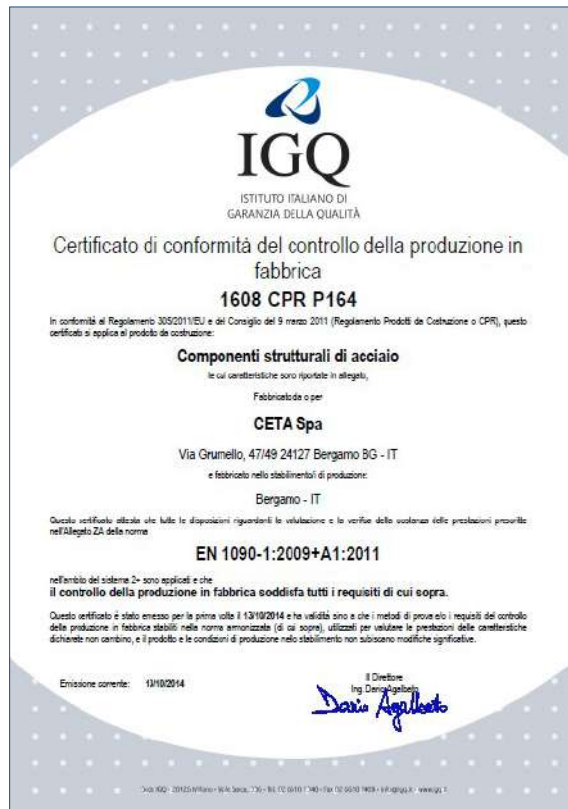 IGQ
ISTITUTO ITALIANO DI
GARANZIA DELLA QUALITÀ
Certificato di conformità del controllo della produzione in
fabbrica
1608 CPR P164
In conformità al Regolamento 305/2011/EU e del Consiglio del 9 marzo 2011 (Regolamento Prodotti da Costruzione o CPR), questo
certificato si applica al prodotto da costruzione:
Componenti strutturali di acciaio
le cui caratteristiche sono riportate in allegato,
Fabbricato da o per
CETA Spa
Via Grumello, 47/49 24127 Bergamo BG - IT
e fabbricato nello stabilimento/i di produzione:
Bergamo - IT
Questo certificato attesta che tutte le disposizioni riguardanti la valutazione e la verifica della costanza delle prestazioni prescritte
nell'Allegato ZA della norma
EN 1090-1:2009+A1:2011
nell'ambito del sistema 2+ sono applicati e che
il controllo della produzione in fabbrica soddisfa tutti i requisiti di cui sopra.
Questo certificato è stato emesso per la prima volta il 13/10/2014 e ha validità sino a che i metodi di prova e/o i requisiti del controllo
della produzione in fabbrica stabiliti nella norma armonizzata (di cui sopra), utilizzati per valutare le prestazioni delle caratteristiche
dichiarate non cambino, e il prodotto e le condizioni di produzione nello stabilimento non subiscano modifiche significative.
Emissione corrente: 13/10/2014
Il Direttore
Ing. Dario Agalbato
Dario Agalbato